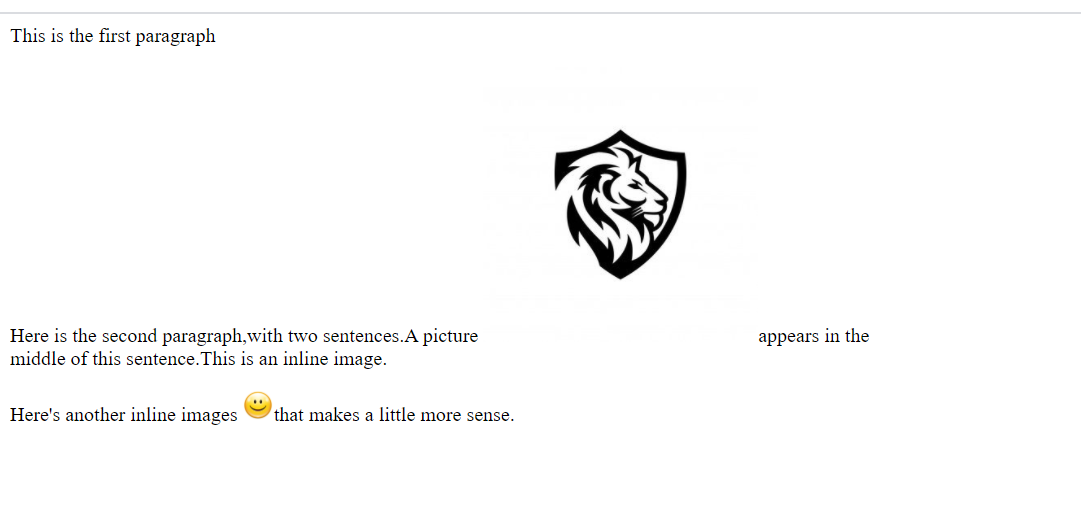 This is the first paragraph
Here is the second paragraph,with two sentences.A picture appears in the
middle of this sentence.This is an inline image.
Here's another inline images that makes a little more sense.